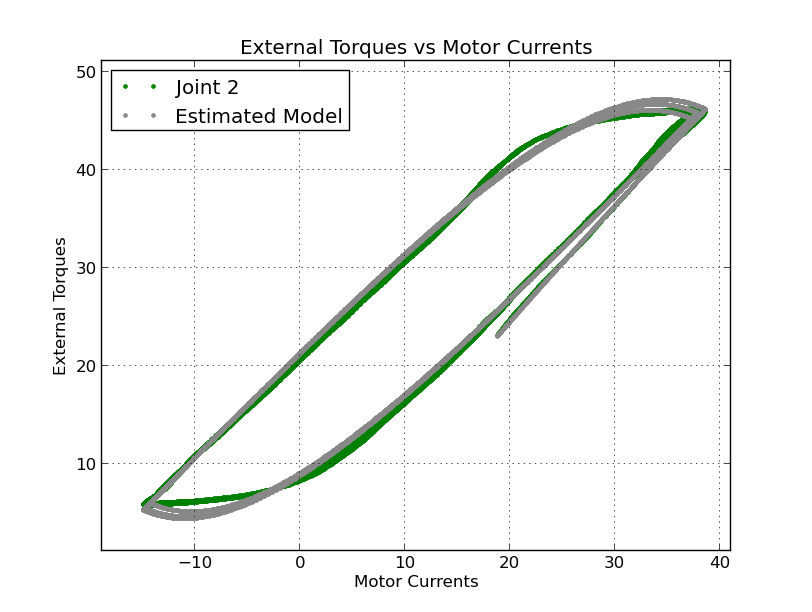 External Torques vs Motor Currents
Joint 2
Estimated Model
50
40
30
20
10
External Torques
−10
0
10
20
30
40
Motor Currents